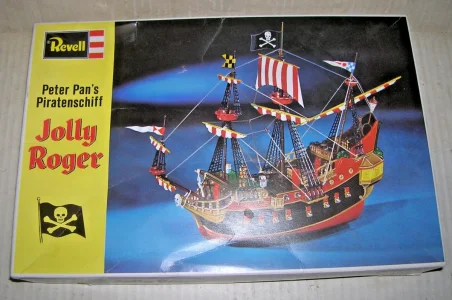 Revell
Peter Pan's
Piratenschiff
Jolly
Roger